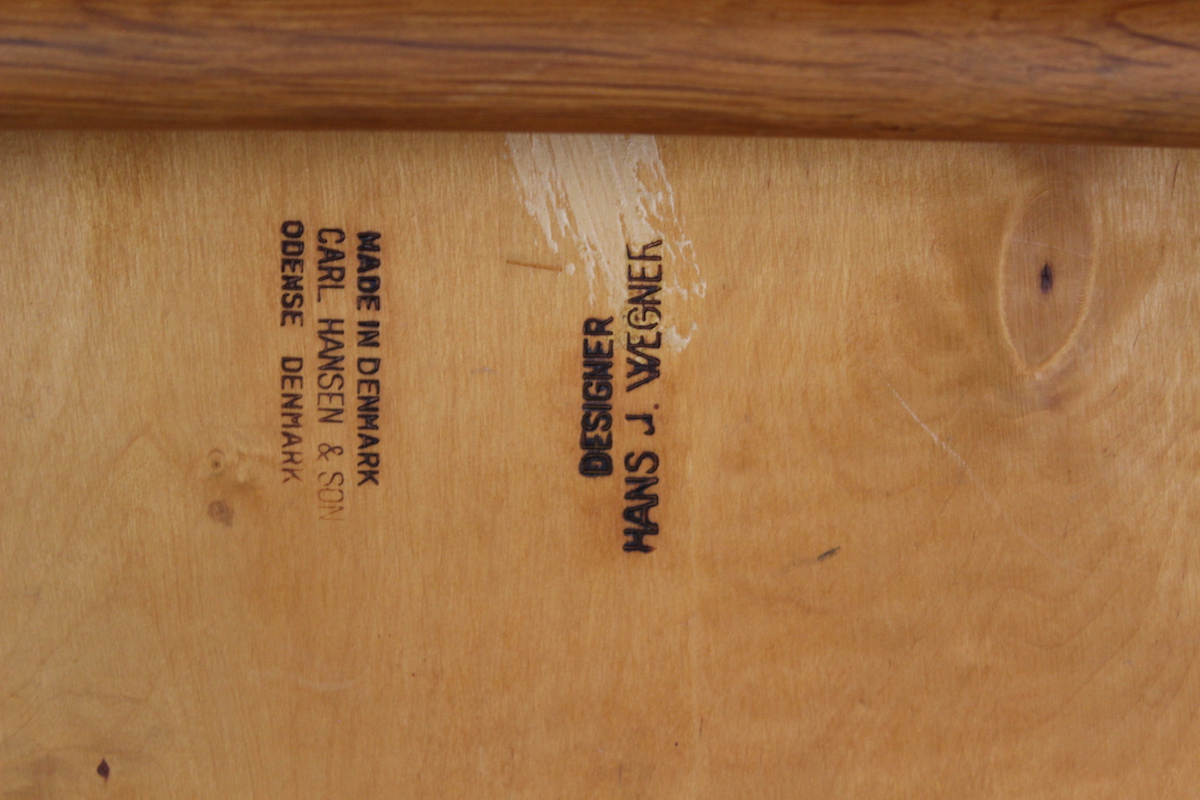 MADE IN DENMARK
CARL HANSEN & SON
ODENSE DENMARK
DESIGNER
HANS J. WEGNER